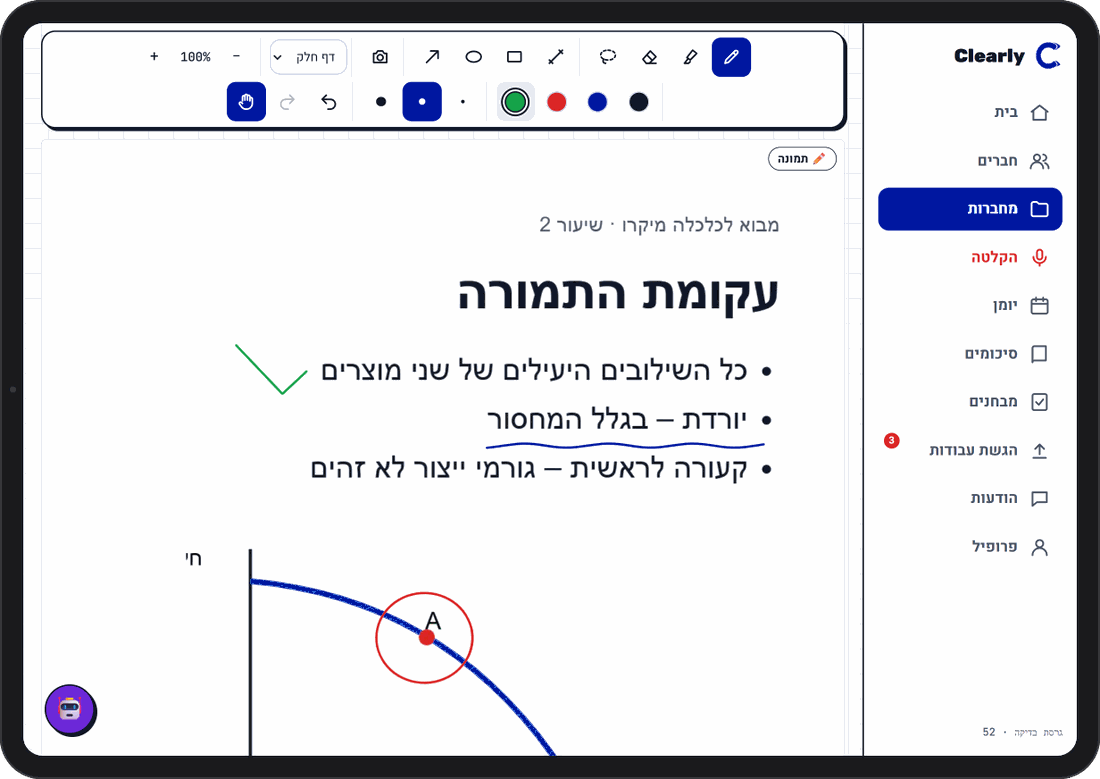 Clearly
בית
חברים
מחברות
הקלטה
יומן
סיכומים
מבחנים
הגשת עבודות
3
הודעות
פרופיל
גרסת בדיקה · 52
דף חלק
− 100% +
תמונה
מבוא לכלכלה מיקרו · שיעור 2
עקומת התמורה
• כל השילובים היעילים של שני מוצרים
• יורדת – בגלל המחסור
• קעורה לראשית – גורמי ייצור לא זהים
חי
A